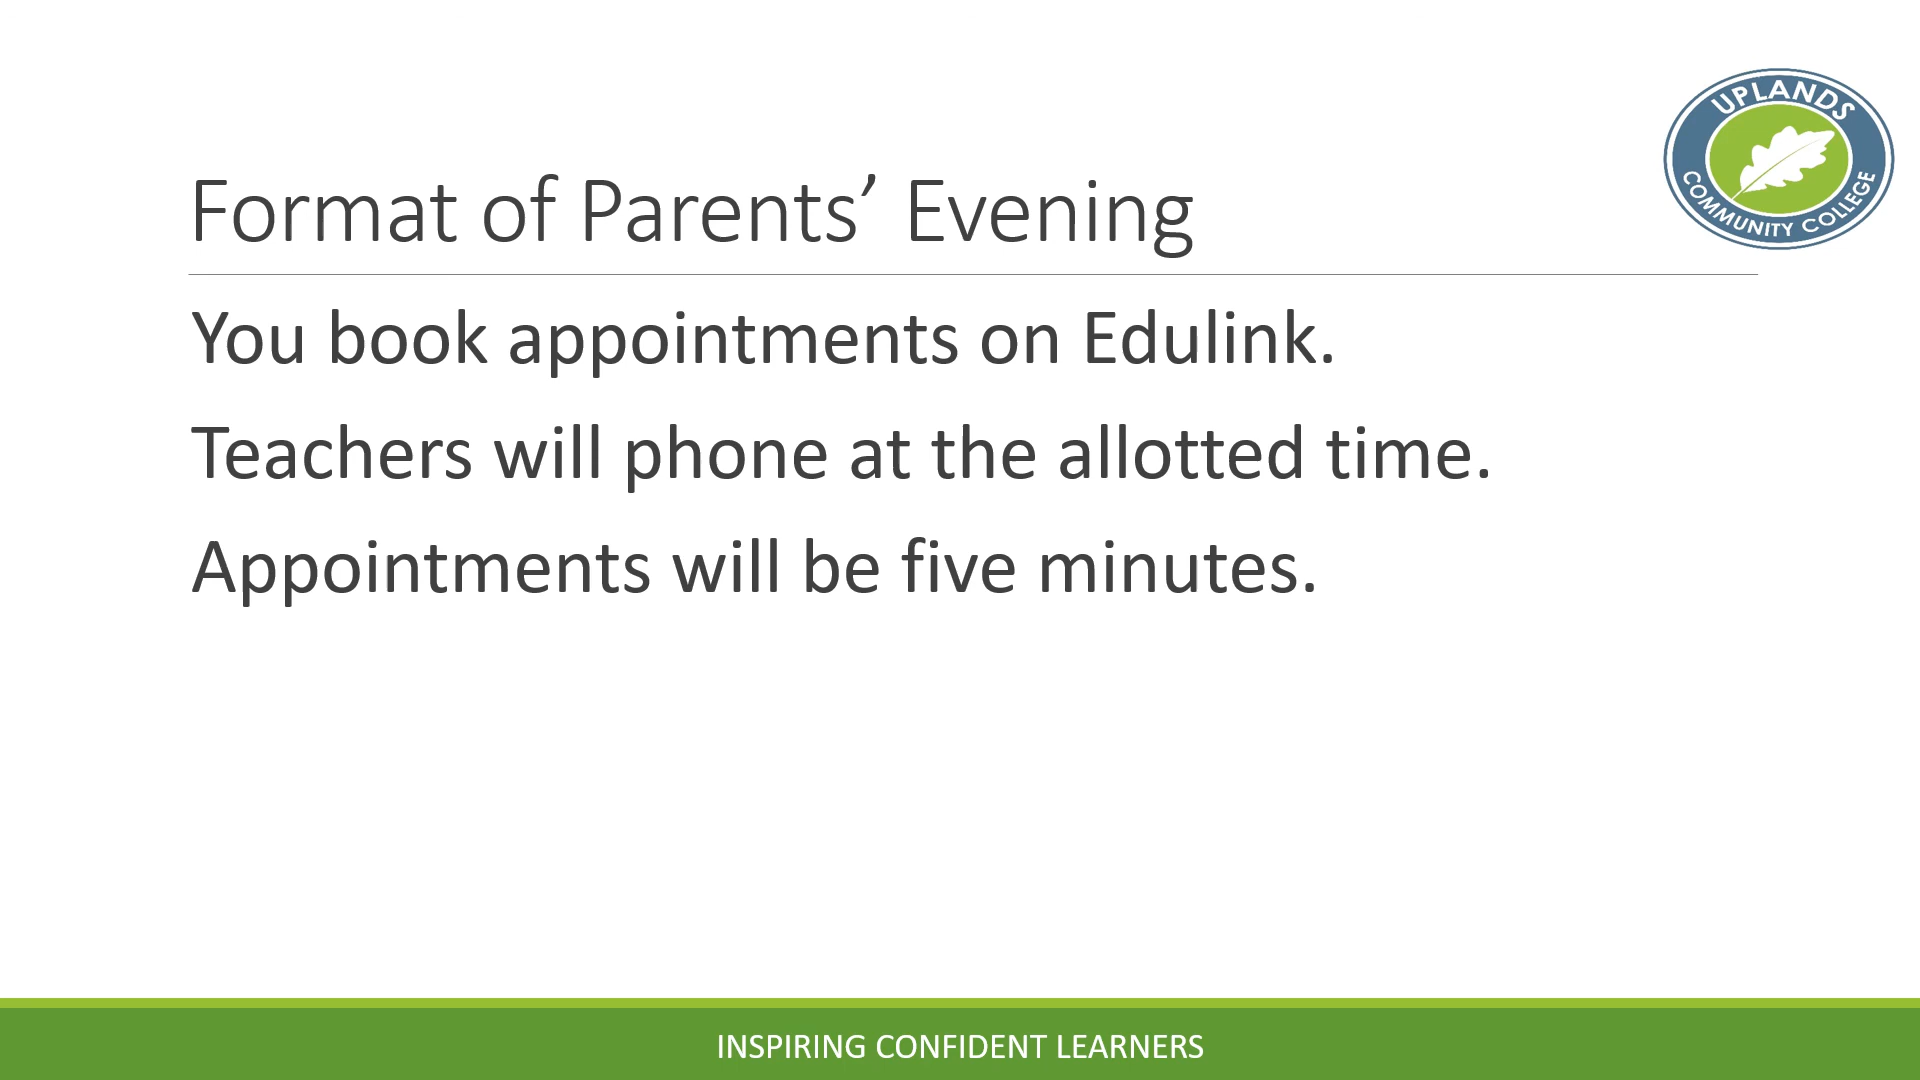 UPLANDS
COMMUNITY COLLEGE
Format of Parents’ Evening
You book appointments on Edulink.
Teachers will phone at the allotted time.
Appointments will be five minutes.
INSPIRING CONFIDENT LEARNERS